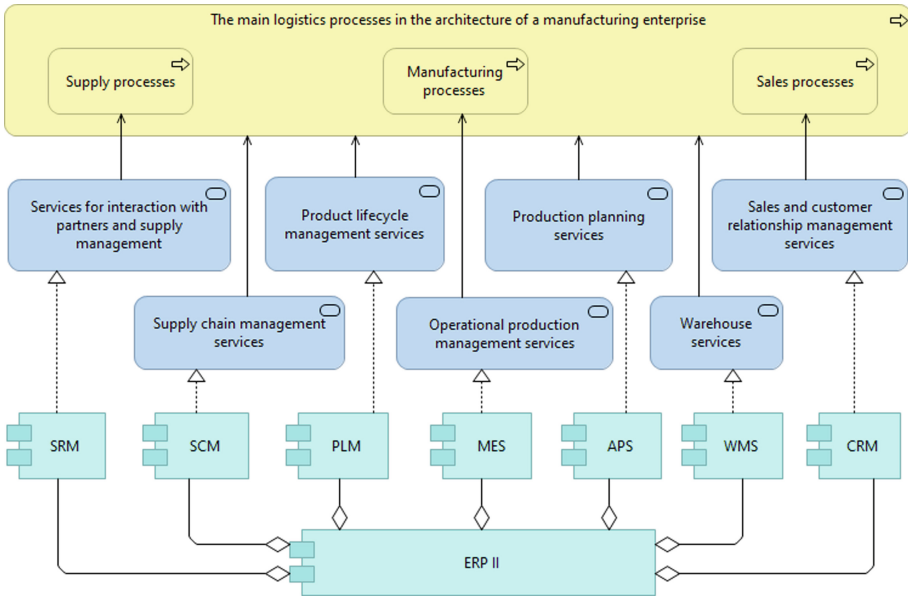 The main logistics processes in the architecture of a manufacturing enterprise
Supply processes
Manufacturing
processes
Sales processes
Services for interaction with
partners and supply
management
Product lifecycle
management services
Production planning
services
Sales and customer
relationship management
services
Supply chain management
services
Operational production
management services
Warehouse
services
SRM
SCM
PLM
MES
APS
WMS
CRM
ERP II